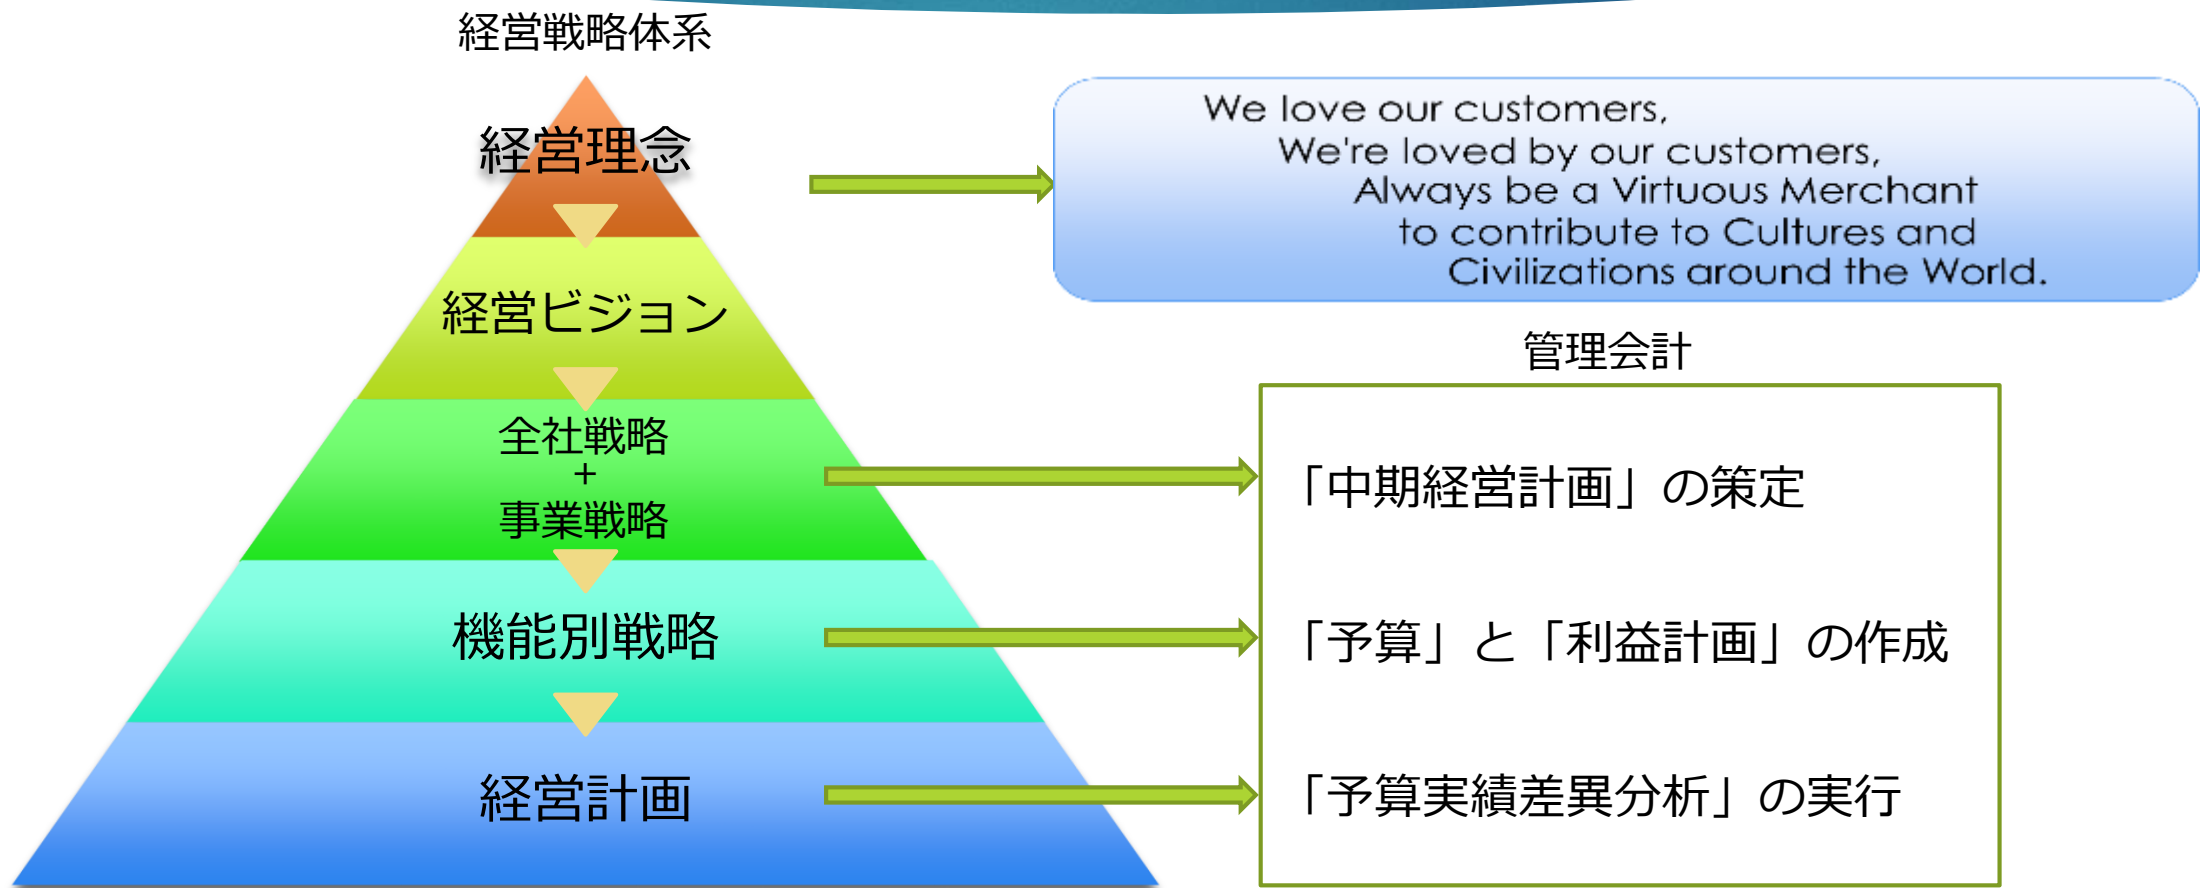 経営戦略体系
経営理念
経営ビジョン
全社戦略
+
事業戦略
機能別戦略
経営計画
We love our customers,
We're loved by our customers,
Always be a Virtuous Merchant
to contribute to Cultures and
Civilizations around the World.
管理会計
「中期経営計画」の策定
「予算」と「利益計画」の作成
「予算実績差異分析」の実行